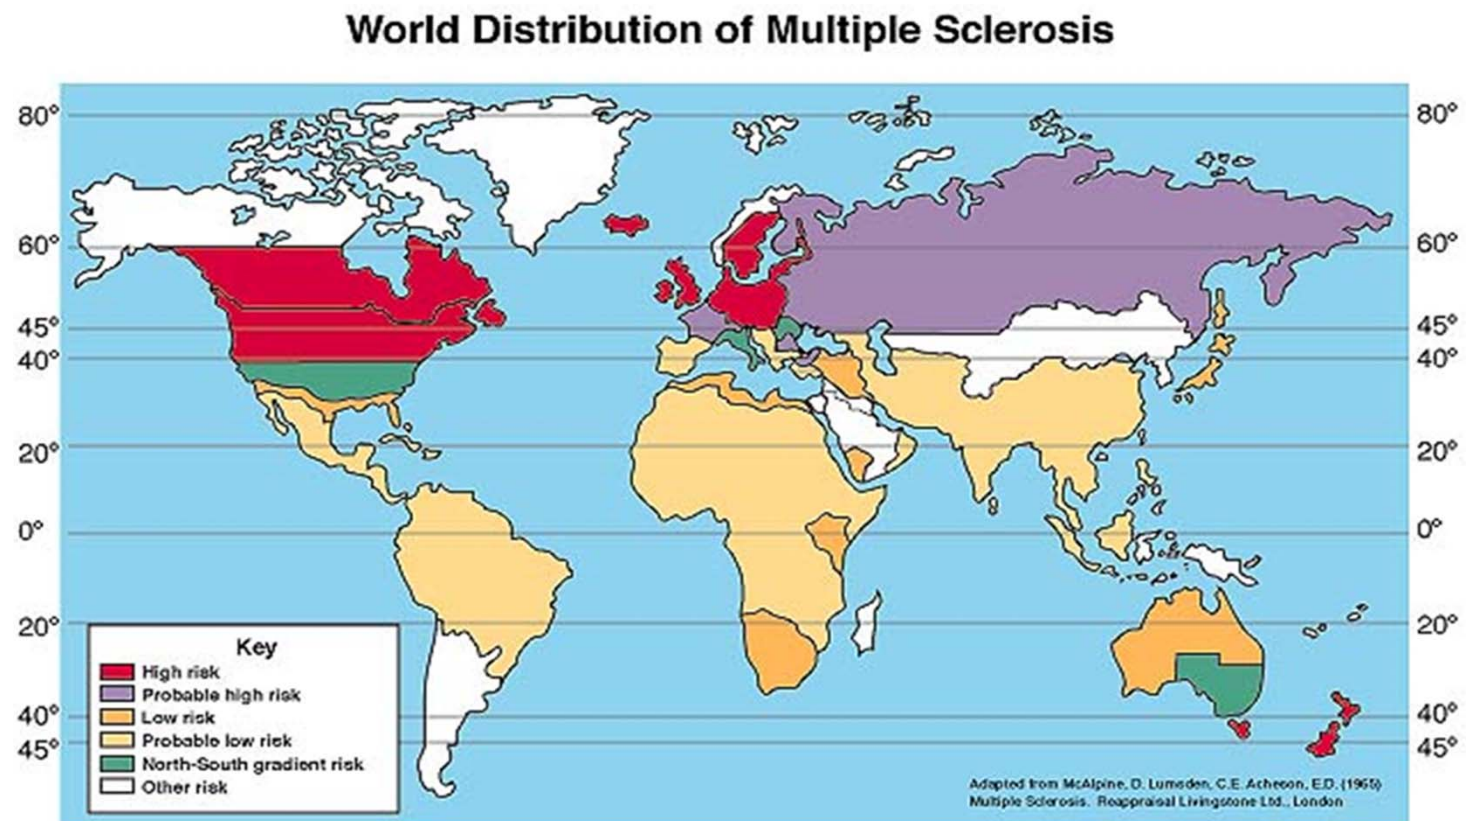 World Distribution of Multiple Sclerosis
80° 80°
60° 60°
45° 45°
40° 40°
20° 20°
0° 0°
20° 20°
40° 40°
45° 45°
Key
High risk
Probable high risk
Low risk
Probable low risk
North-South gradient risk
Other risk
Adapted from McAlpine, D. Lumsden, C.E. Acheson, E.D. (1965)
Multiple Sclerosis. Reappraisal Livingstone Ltd., London